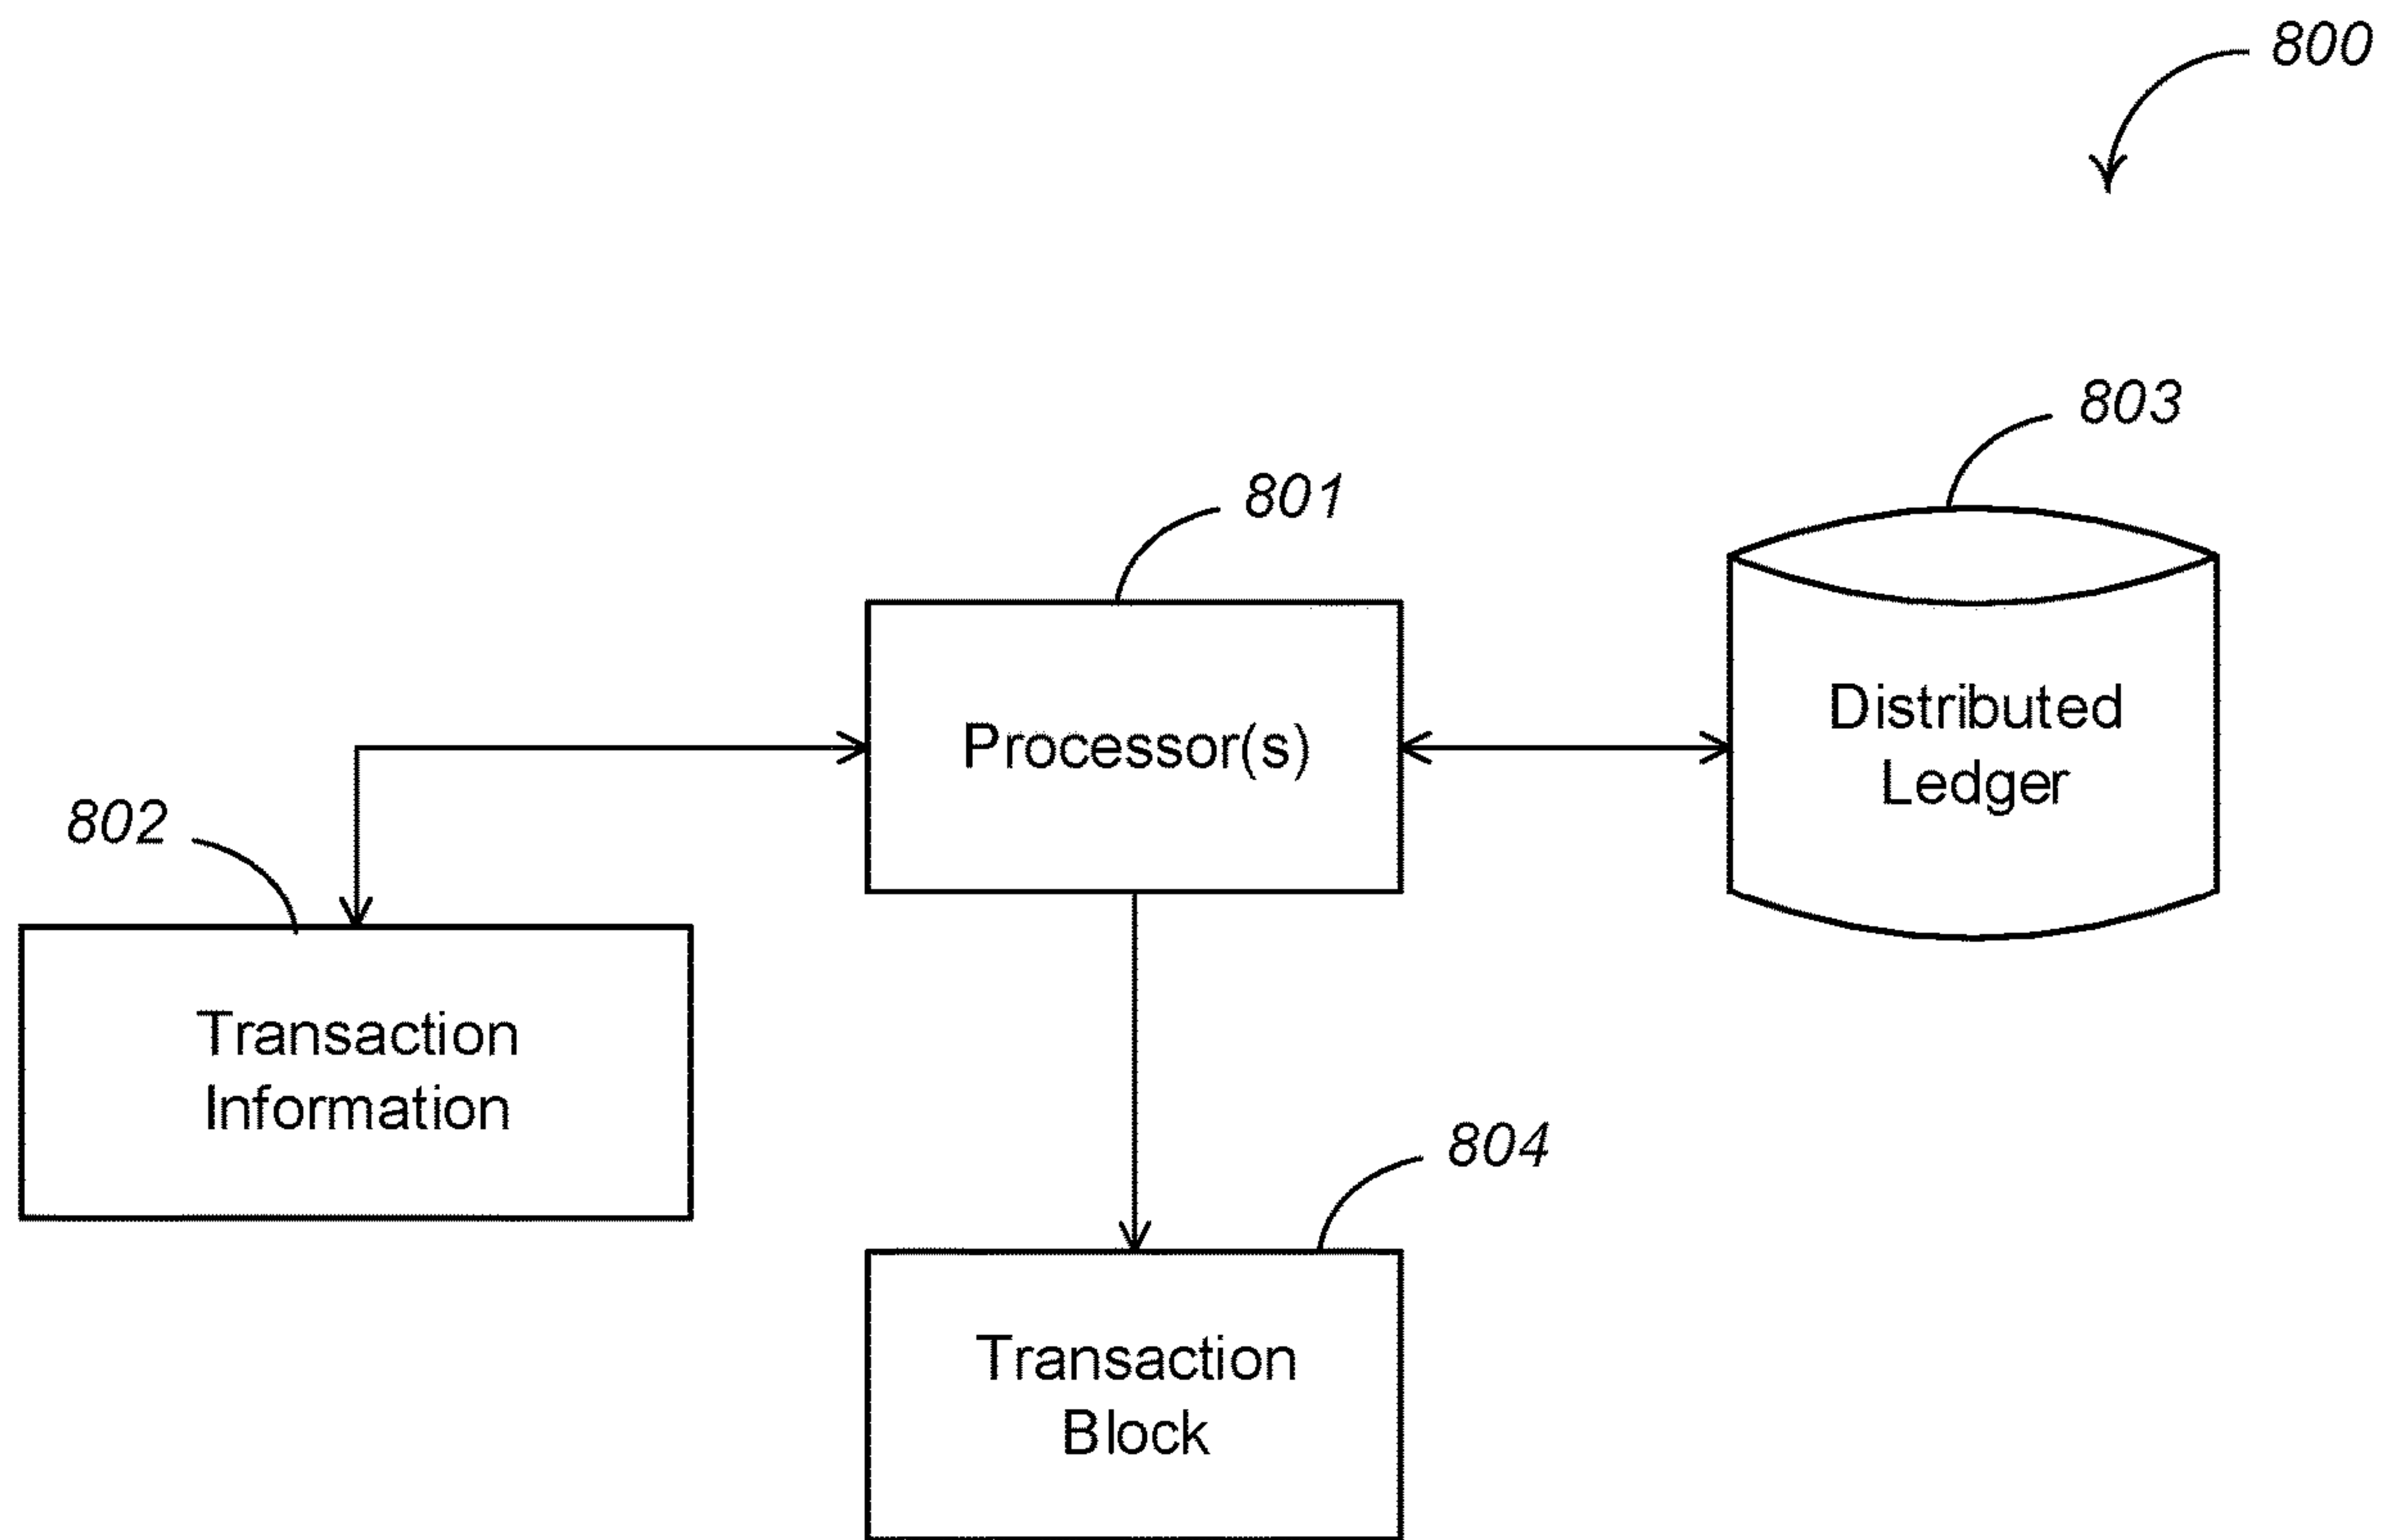 800
803
801
Processor(s)
Distributed
Ledger
802
Transaction
Information
804
Transaction
Block